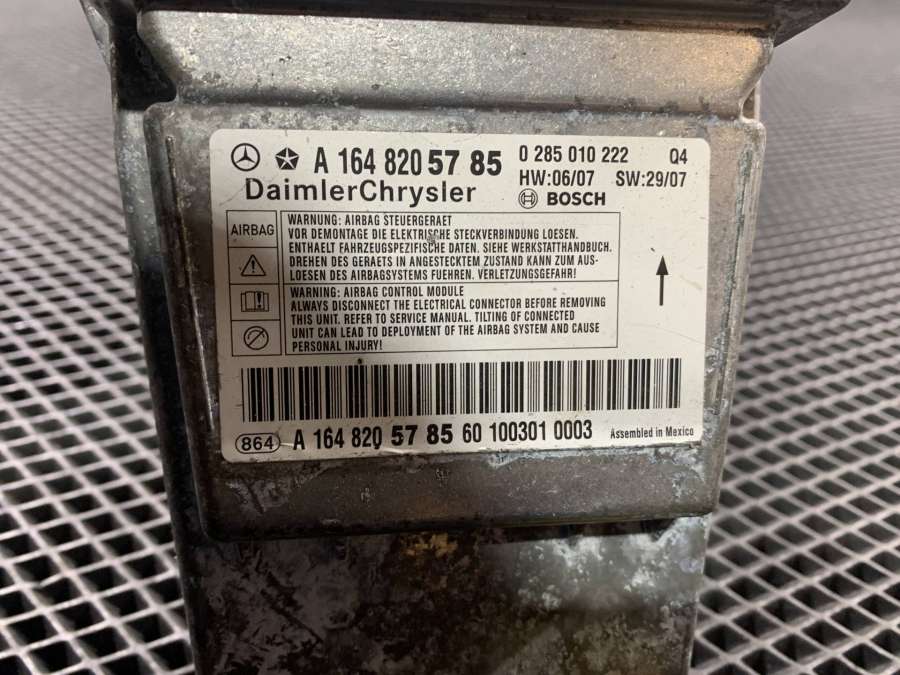 A 164 820 57 85
0 285 010 222 Q4
DaimlerChrysler
HW:06/07 SW:29/07
BOSCH
AIRBAG
WARNUNG: AIRBAG STEUERGERAET
VOR DEMONTAGE DIE ELEKTRISCHE STECKVERBINDUNG LOESEN.
ENTHAELT FAHRZEUGSPEZIFISCHE DATEN. SIEHE WERKSTATTHANDBUCH.
DREHEN DES GERAETS IN ANGESTECKTEM ZUSTAND KANN ZUM AUS-
LOESEN DES AIRBAGSYSTEMS FUEHREN. VERLETZUNGSGEFAHR!
WARNING: AIRBAG CONTROL MODULE
ALWAYS DISCONNECT THE ELECTRICAL CONNECTOR BEFORE REMOVING
THIS UNIT. REFER TO SERVICE MANUAL. TILTING OF CONNECTED
UNIT CAN LEAD TO DEPLOYMENT OF THE AIRBAG SYSTEM AND CAUSE
PERSONAL INJURY!
864 A 164 820 57 85 60 100301 0003 Assembled in Mexico